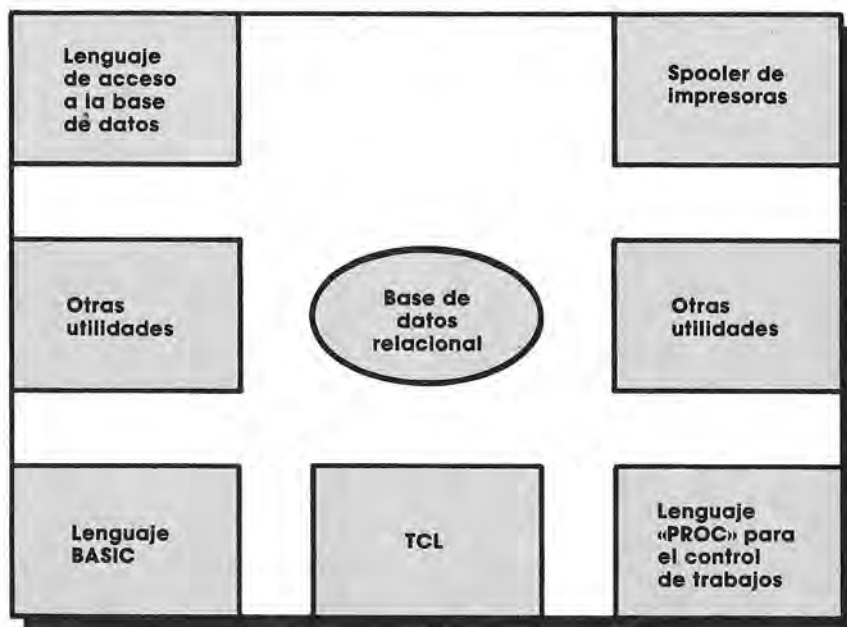 Lenguaje
de acceso
a la base
de datos
Spooler de
impresoras
Otras
utilidades
Base de
datos
relacional
Otras
utilidades
Lenguaje
BASIC
TCL
Lenguaje
«PROC» para
el control
de trabajos